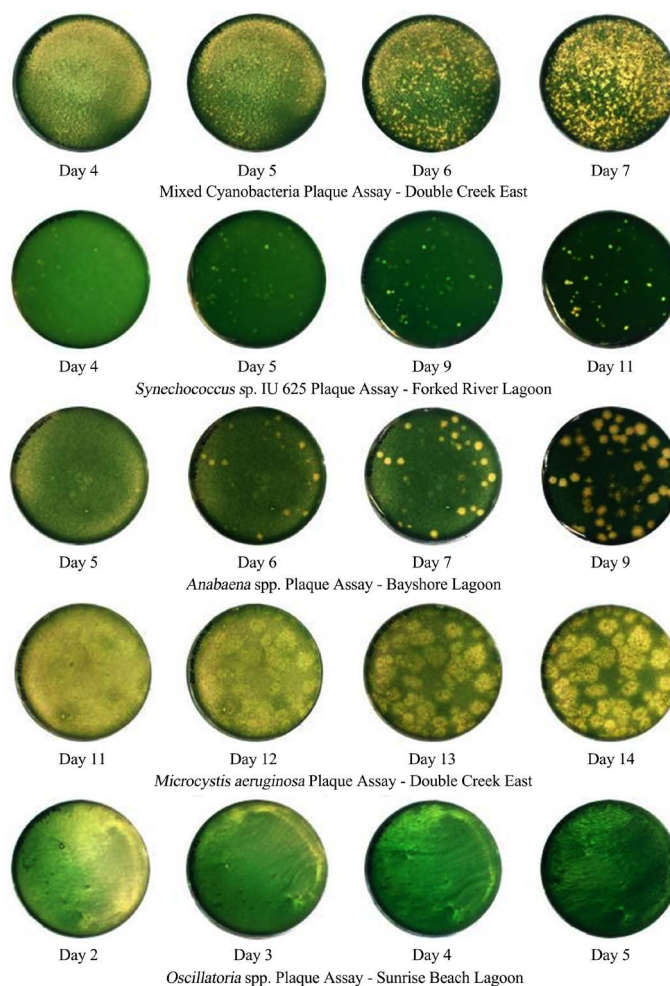 Day 4 Day 5 Day 6 Day 7
Mixed Cyanobacteria Plaque Assay - Double Creek East
Day 4 Day 5 Day 9 Day 11
Synechococcus sp. IU 625 Plaque Assay - Forked River Lagoon
Day 5 Day 6 Day 7 Day 9
Anabaena spp. Plaque Assay - Bayshore Lagoon
Day 11 Day 12 Day 13 Day 14
Microcystis aeruginosa Plaque Assay - Double Creek East
Day 2 Day 3 Day 4 Day 5
Oscillatoria spp. Plaque Assay - Sunrise Beach Lagoon